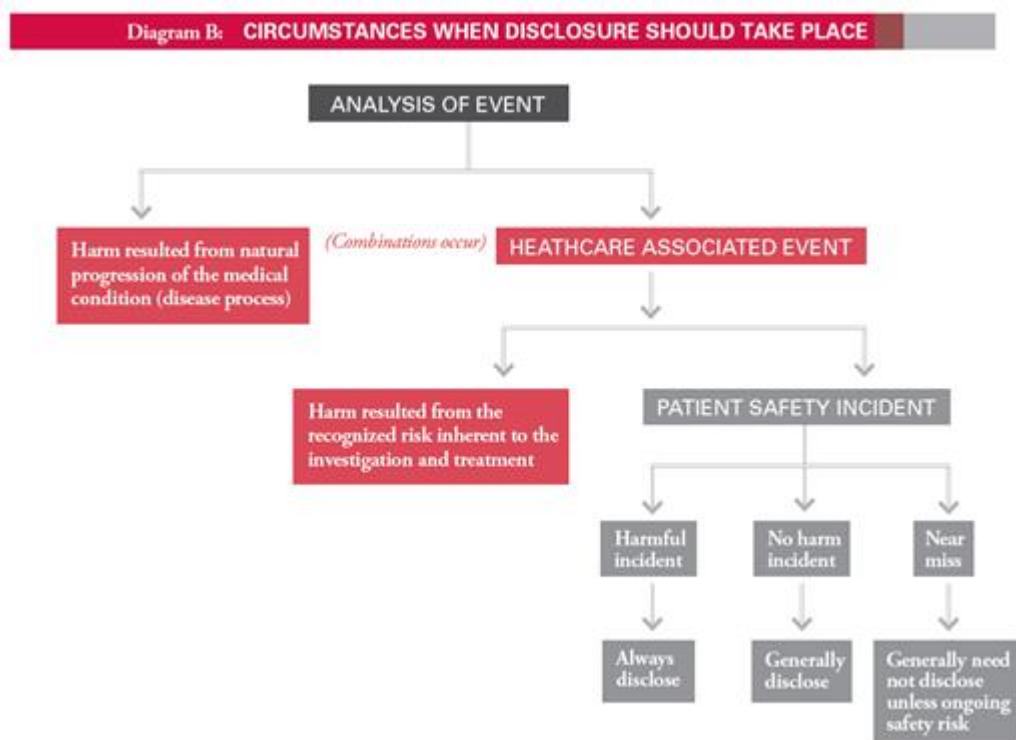 Diagram B: CIRCUMSTANCES WHEN DISCLOSURE SHOULD TAKE PLACE
ANALYSIS OF EVENT
Harm resulted from natural
progression of the medical
condition (disease process)
(Combinations occur)
HEATHCARE ASSOCIATED EVENT
Harm resulted from the
recognized risk inherent to the
investigation and treatment
PATIENT SAFETY INCIDENT
Harmful
incident
No harm
incident
Near
miss
Always
disclose
Generally
disclose
Generally need
not disclose
unless ongoing
safety risk